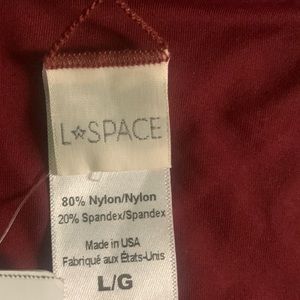 L☆SPACE
80% Nylon/Nylon
20% Spandex/Spandex
Made in USA
Fabriqué aux États-Unis
L/G